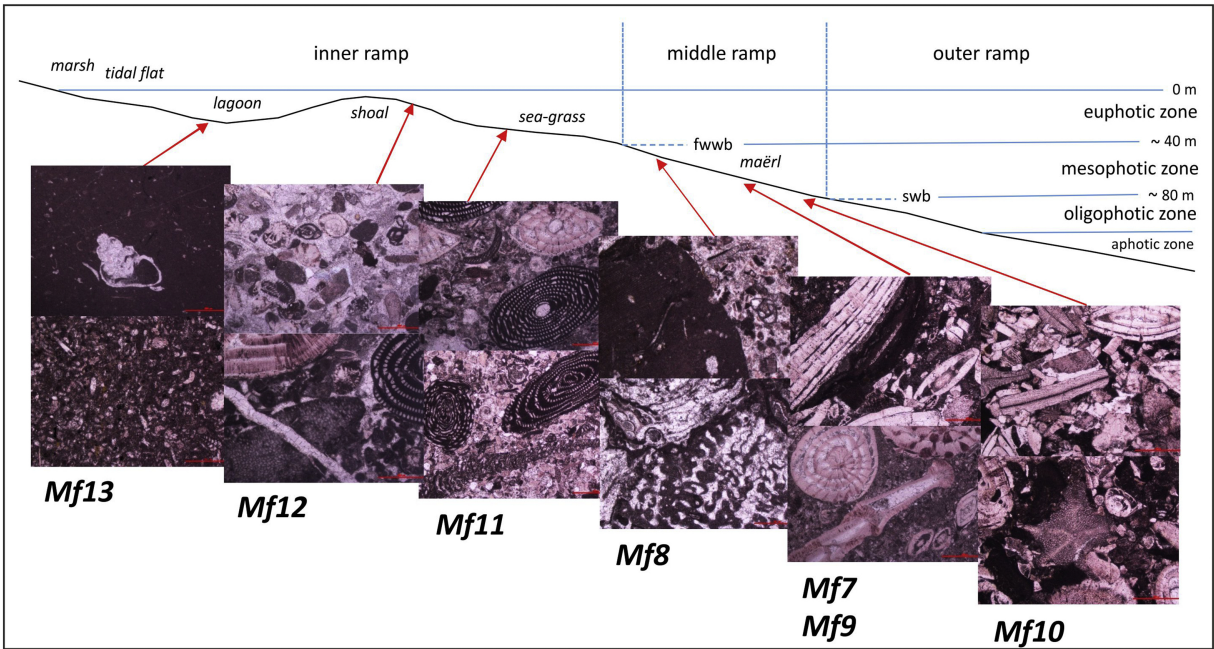 inner ramp
middle ramp
outer ramp
marsh
tidal flat
0 m
lagoon
shoal
sea-grass
euphotic zone
fwwb
~ 40 m
maërl
mesophotic zone
swb
~ 80 m
oligophotic zone
aphotic zone
Mf13
Mf12
Mf11
Mf8
Mf7
Mf9
Mf10